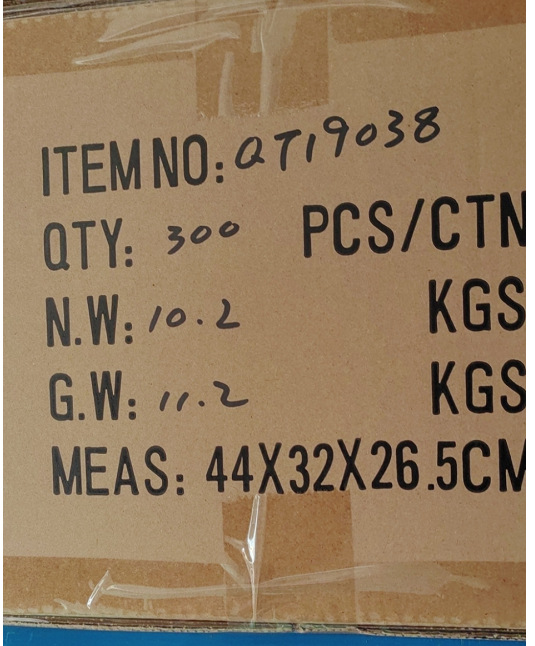 ITEM NO: QT19038
QTY: 300 PCS/CTN
N.W: 10.2 KGS
G.W: 11.2 KGS
MEAS: 44X32X26.5CM